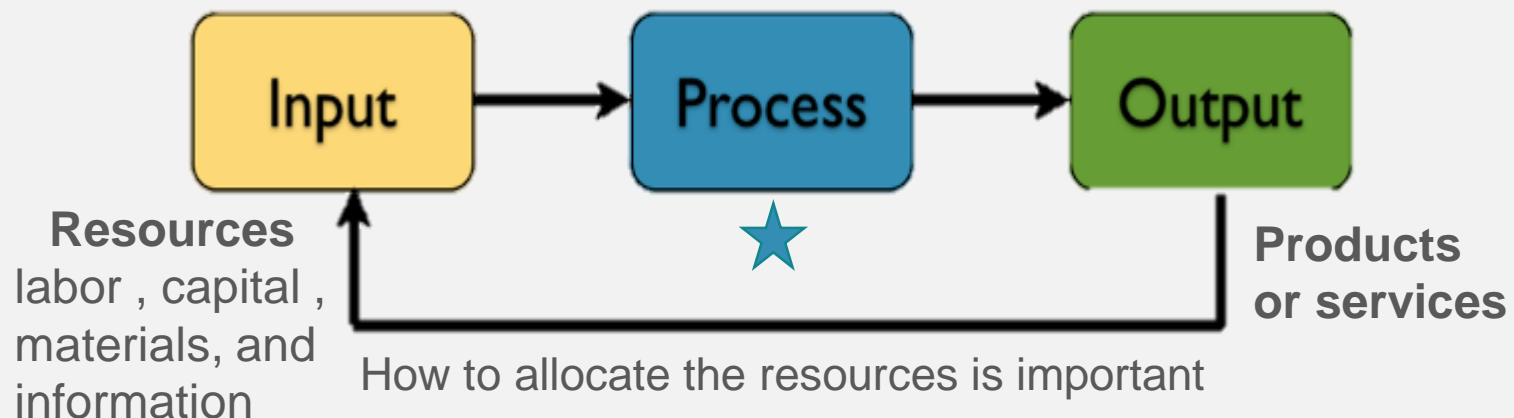 Input
Process
Output
Resources
labor , capital ,
materials, and
information
Products
or services
How to allocate the resources is important